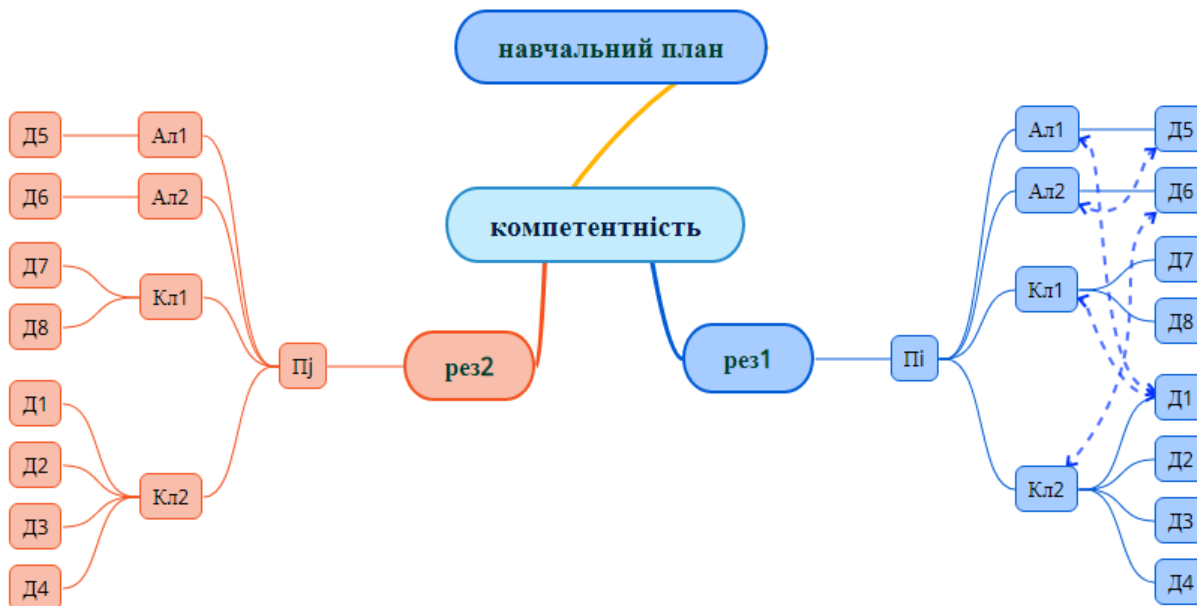 навчальний план
компетентність
рез2
рез1
Пj
Ал1
Д5
Ал2
Д6
Кл1
Д7
Д8
Кл2
Д1
Д2
Д3
Д4
Пі
Ал1
Д5
Ал2
Д6
Кл1
Д7
Д8
Кл2
Д1
Д2
Д3
Д4